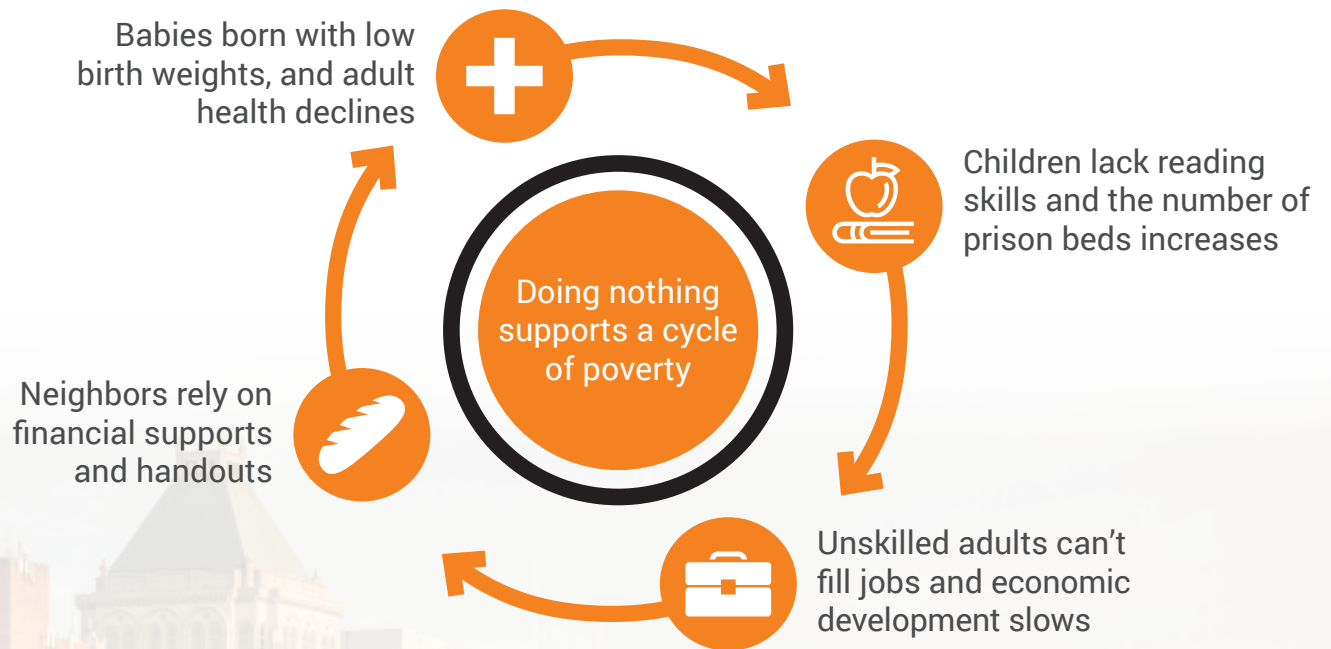 Babies born with low
birth weights, and adult
health declines
Children lack reading
skills and the number of
prison beds increases
Doing nothing
supports a cycle
of poverty
Neighbors rely on
financial supports
and handouts
Unskilled adults can’t
fill jobs and economic
development slows